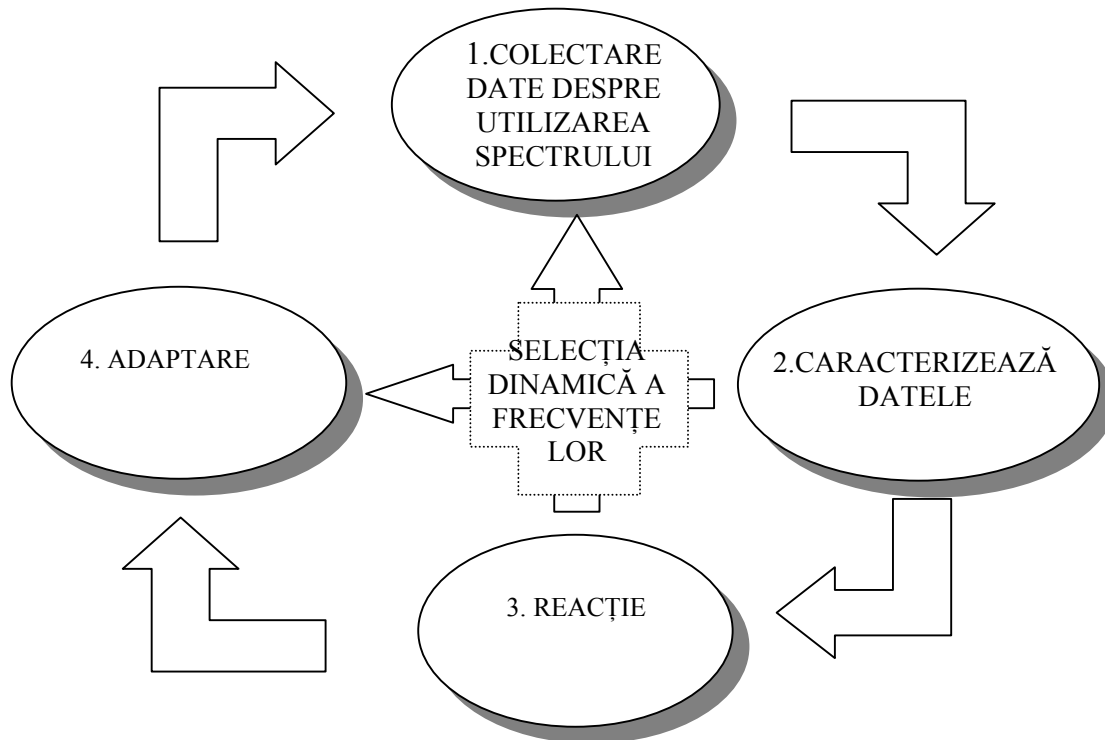 1.COLECTARE
DATE DESPRE
UTILIZAREA
SPECTRULUI
2.CARACTERIZEAZĂ
DATELE
3. REACȚIE
4. ADAPTARE
SELECȚIA
DINAMICĂ A
FRECVENȚE
LOR